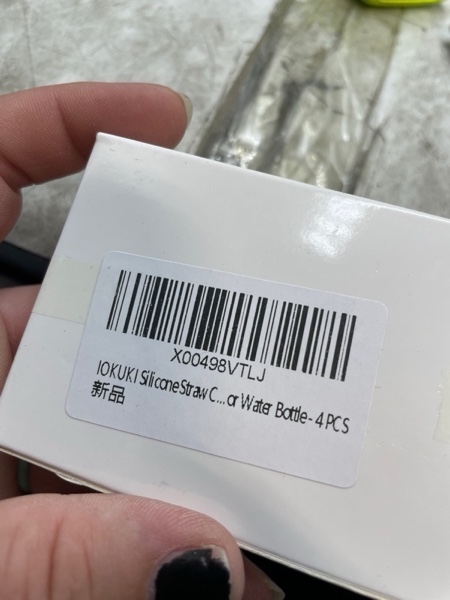 X00498VTLJ
IOKUKI Silicone Straw C...or Water Bottle - 4 PCS
新品